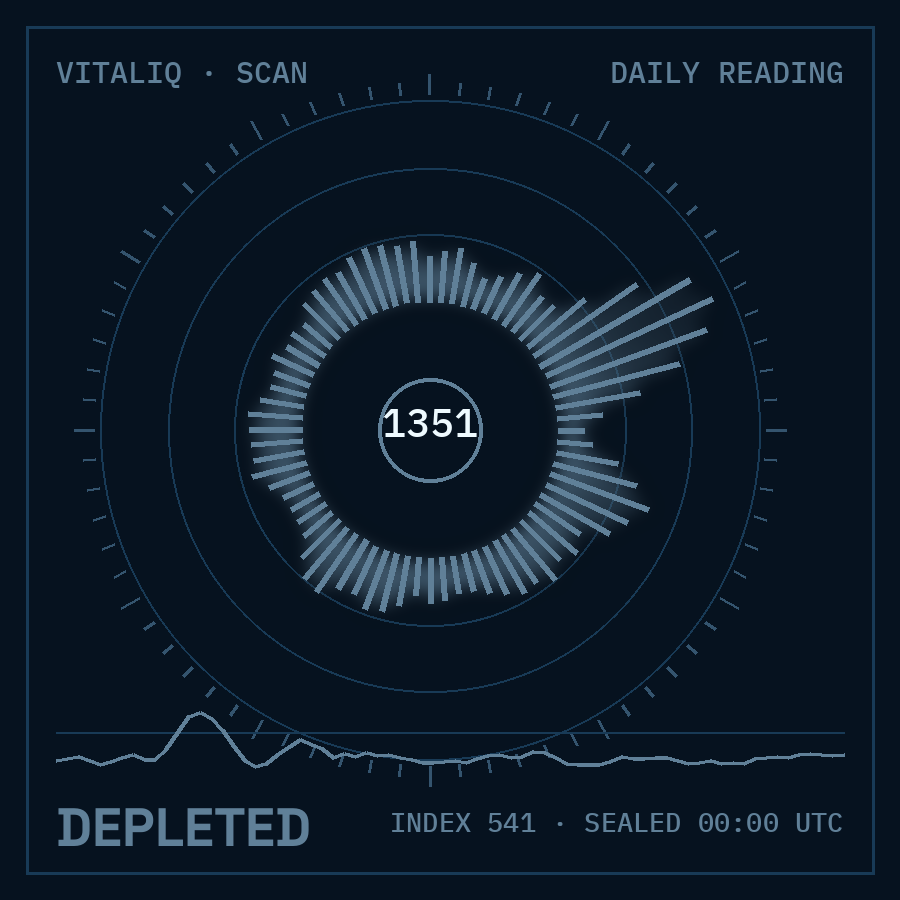 VITALIQ · SCAN
DAILY READING
1351
DEPLETED
INDEX 541 · SEALED 00:00 UTC